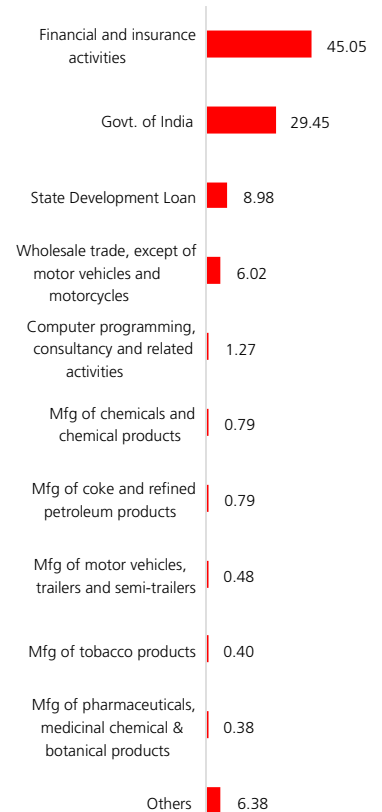 Financial and insurance
activities
45.05
Govt. of India
29.45
State Development Loan
8.98
Wholesale trade, except of
motor vehicles and
motorcycles
6.02
Computer programming,
consultancy and related
activities
1.27
Mfg of chemicals and
chemical products
0.79
Mfg of coke and refined
petroleum products
0.79
Mfg of motor vehicles,
trailers and semi-trailers
0.48
Mfg of tobacco products
0.40
Mfg of pharmaceuticals,
medicinal chemical &
botanical products
0.38
Others
6.38